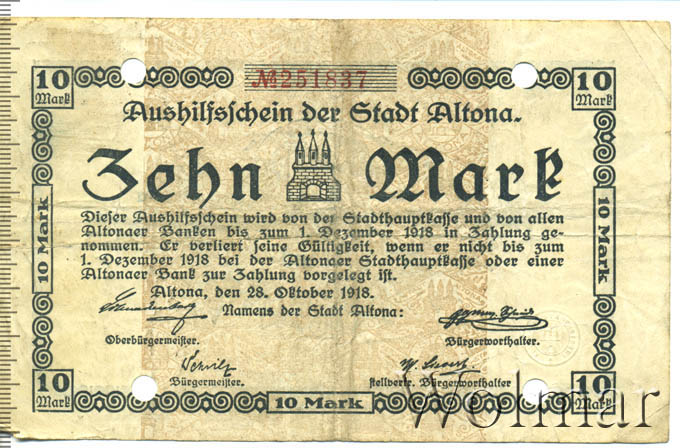 №251837
10 Mark
10 Mark
Aushilfsschein der Stadt Altona.
Zehn Mark
Dieser Aushilfsschein wird von der Stadthauptkasse und von allen
Altonaer Banken bis zum 1. Dezember 1918 in Zahlung ge-
nommen. Er verliert seine Gültigkeit, wenn er nicht bis zum
1. Dezember 1918 bei der Altonaer Stadthauptkasse oder einer
Altonaer Bank zur Zahlung vorgelegt ist.
Altona, den 28. Oktober 1918.
Namens der Stadt Altona:
Oberbürgermeister.
Bürgerworthalter.
Bürgermeister.
stellvertr. Bürgerworthalter
10 Mark
10 Mark
10 Mark
10 Mark
10 Mark
wolmar